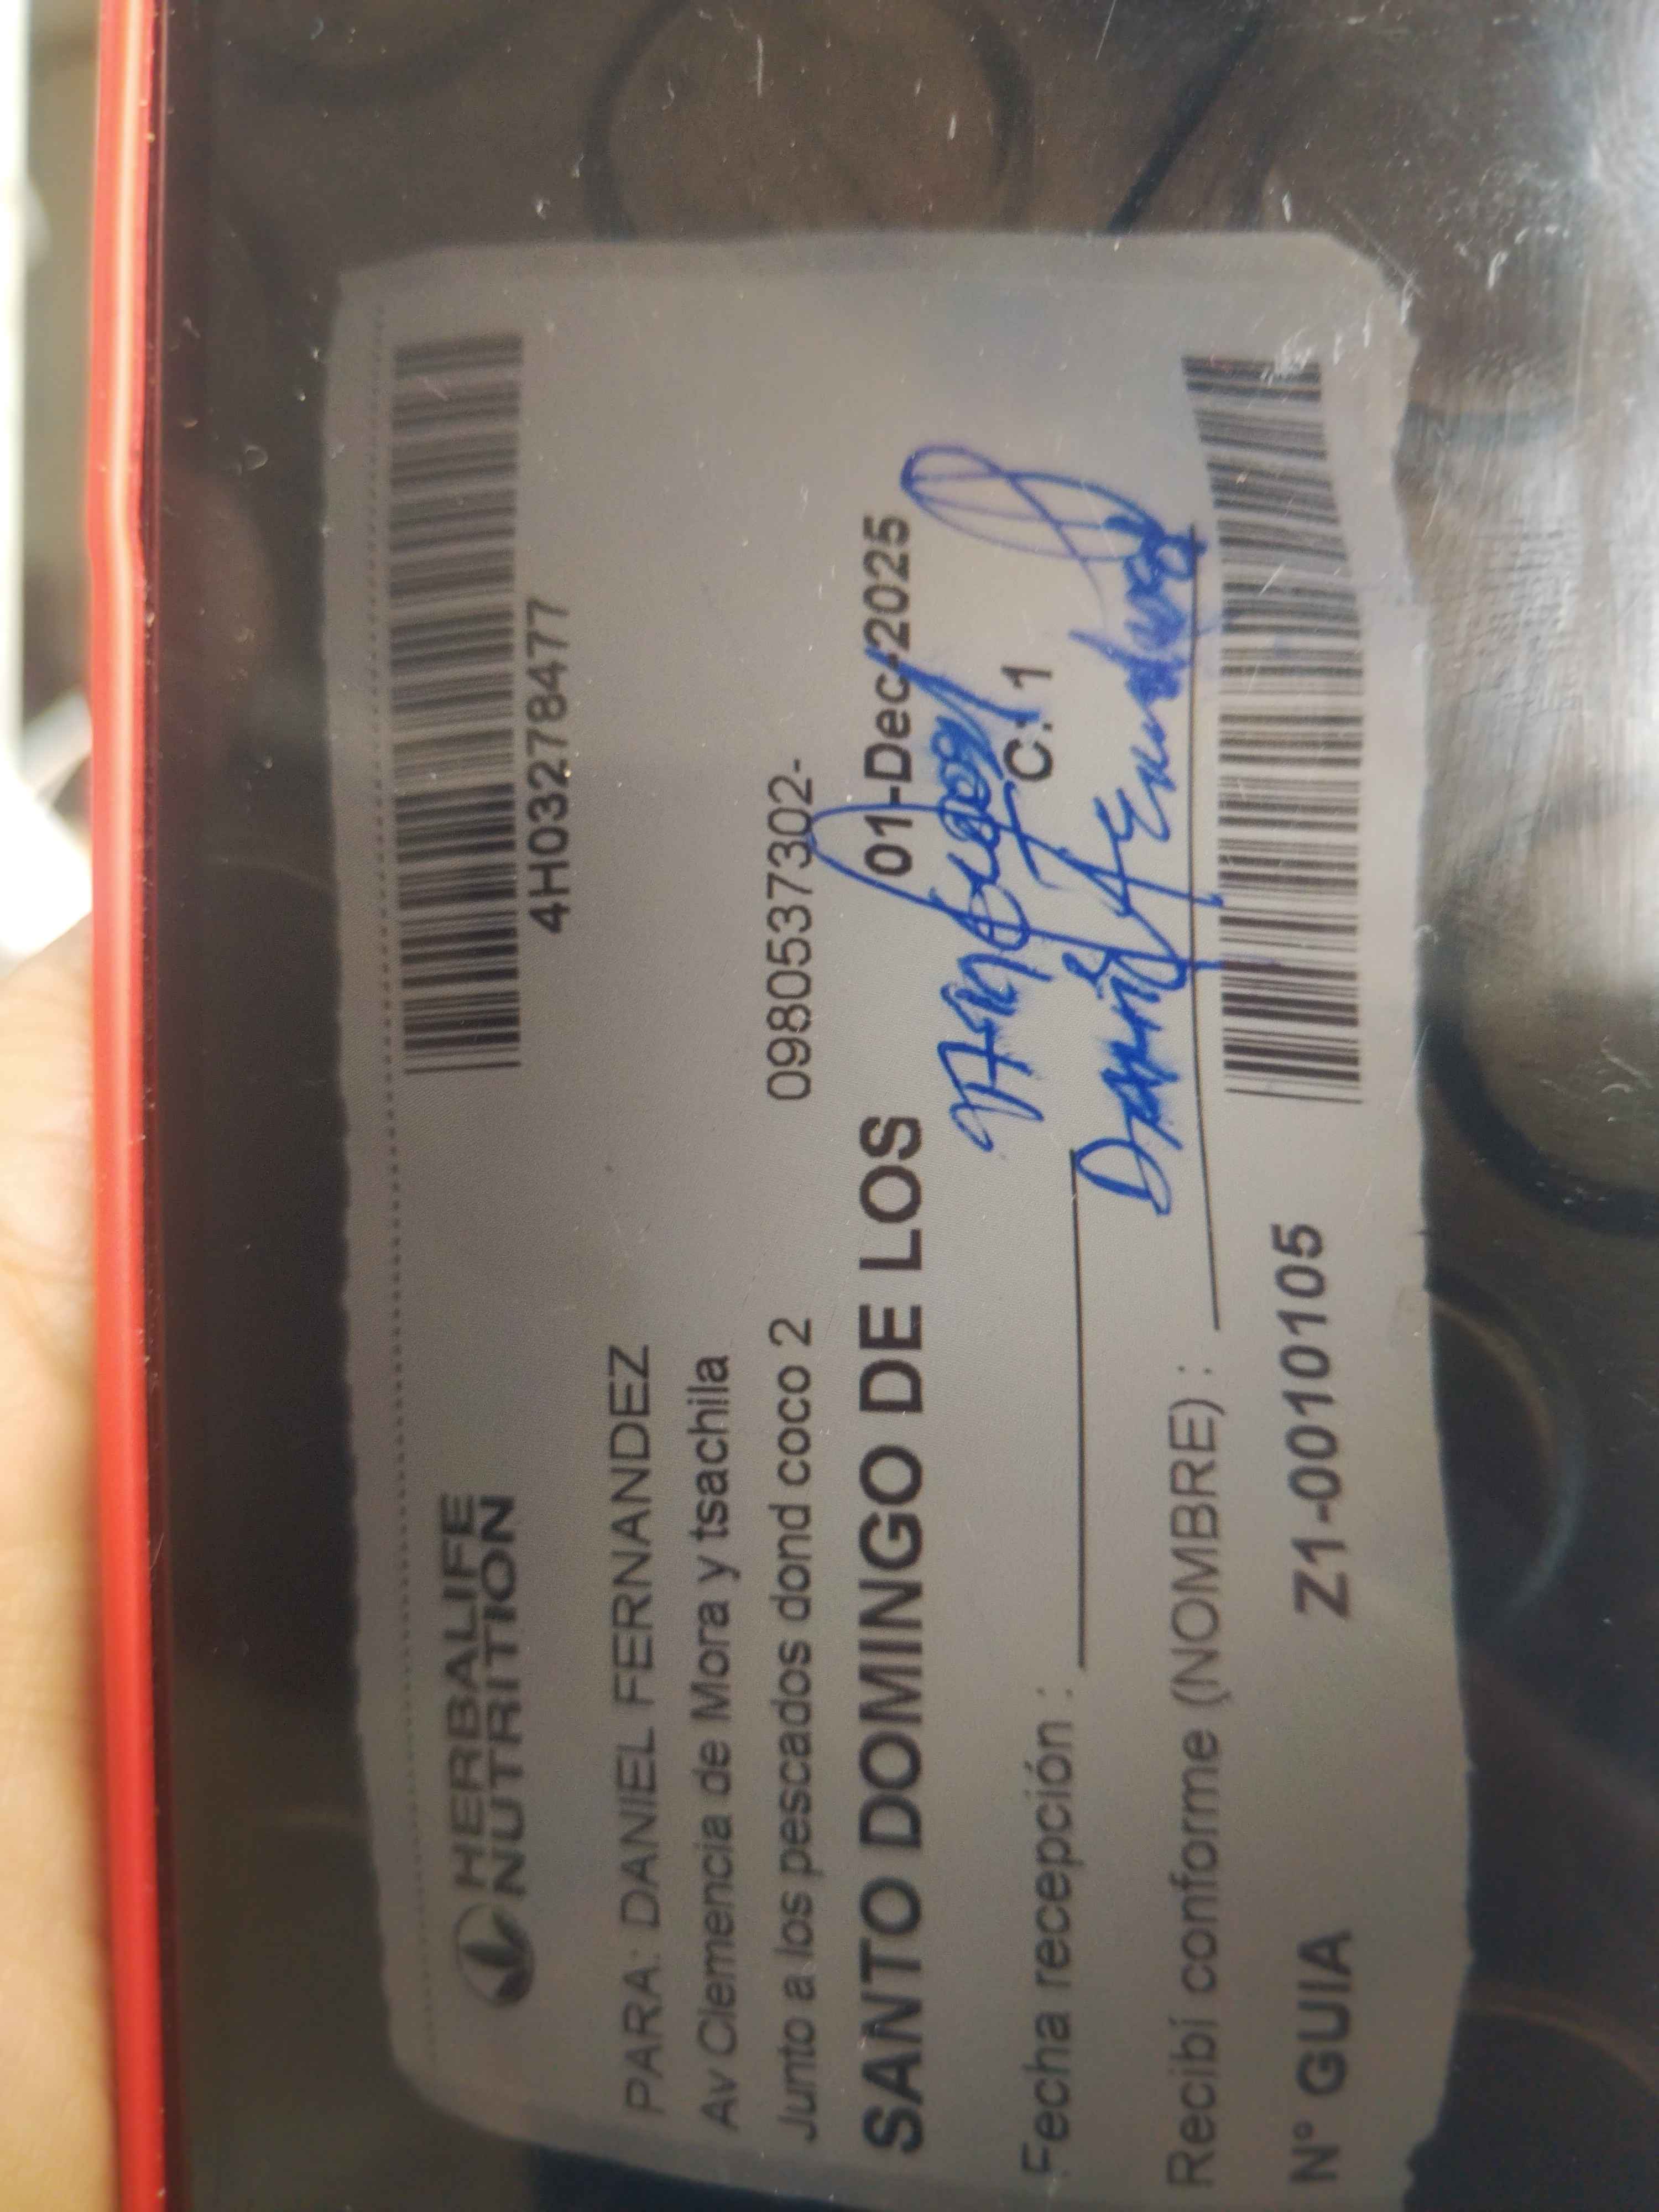 HERBALIFE
NUTRITION
4H03278477
PARA: DANIEL FERNANDEZ
Av Clemencia de Mora y tsachila
Junto a los pescados dond coco 2 0980537302-
SANTO DOMINGO DE LOS 01-Dec-2025
C: 1
Fecha recepción :
Recibí conforme (NOMBRE) :
N° GUIA Z1-0010105